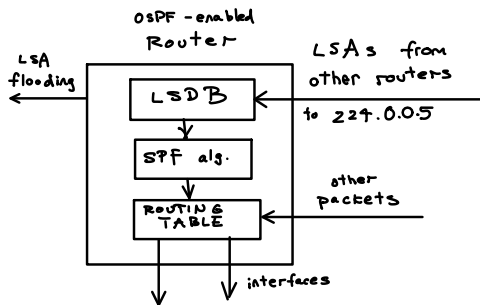 OSPF-enabled
Router
LSA
flooding
LSAs from
other routers
to 224.0.0.5
LSDB
SPF alg.
other
packets
ROUTING
TABLE
interfaces